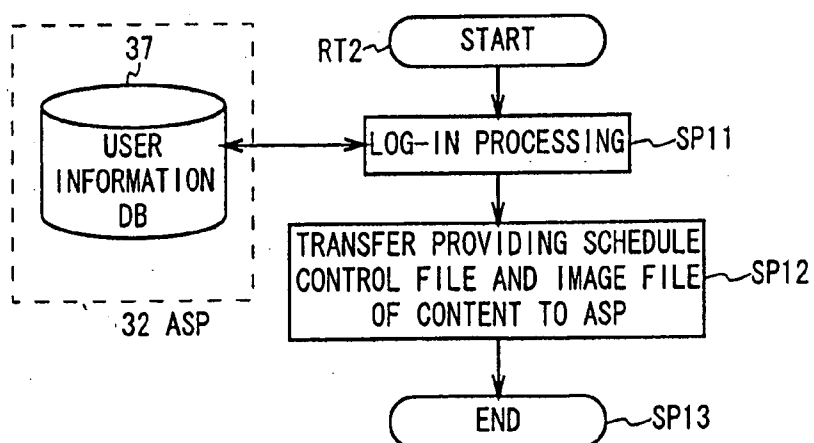 RT2
START
37
USER
INFORMATION
DB
LOG-IN PROCESSING
SP11
TRANSFER PROVIDING SCHEDULE
CONTROL FILE AND IMAGE FILE
OF CONTENT TO ASP
SP12
32 ASP
END
SP13